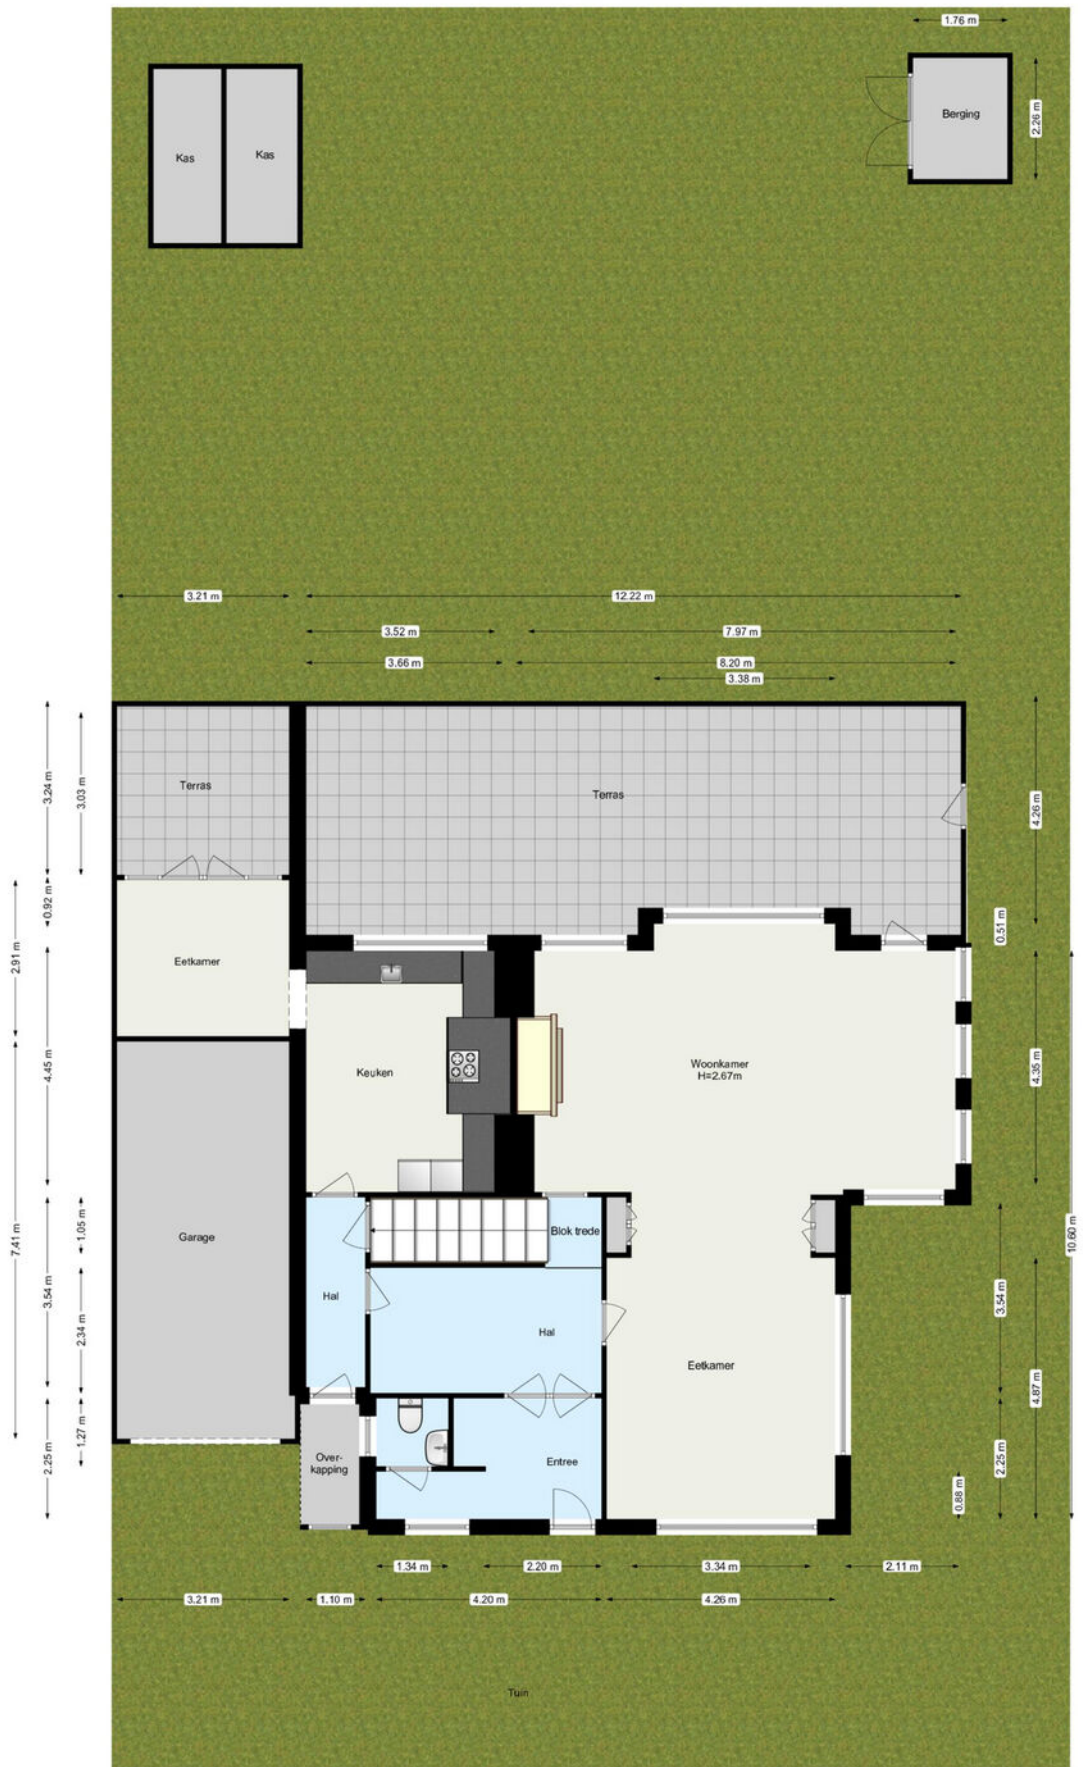 1.76 m
Berging
2.26 m
Kas
Kas
3.21 m
12.22 m
3.52 m
7.97 m
3.66 m
8.20 m
3.38 m
Terras
Terras
3.24 m
3.03 m
4.26 m
0.92 m
0.51 m
2.91 m
Eetkamer
4.45 m
Keuken
Woonkamer
H=2.67m
4.35 m
7.41 m
Garage
1.05 m
Blok trede
10.60 m
3.54 m
2.34 m
Hal
Hal
Eetkamer
3.54 m
4.87 m
2.25 m
1.27 m
Over-
kapping
Entree
2.25 m
0.88 m
1.34 m
2.20 m
3.34 m
2.11 m
3.21 m
1.10 m
4.20 m
4.26 m
Tuin